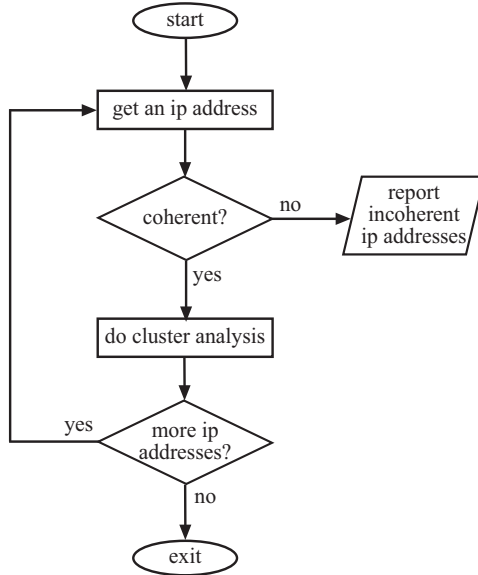 start
get an ip address
coherent?
no
report
incoherent
ip addresses
yes
do cluster analysis
yes
more ip
addresses?
no
exit